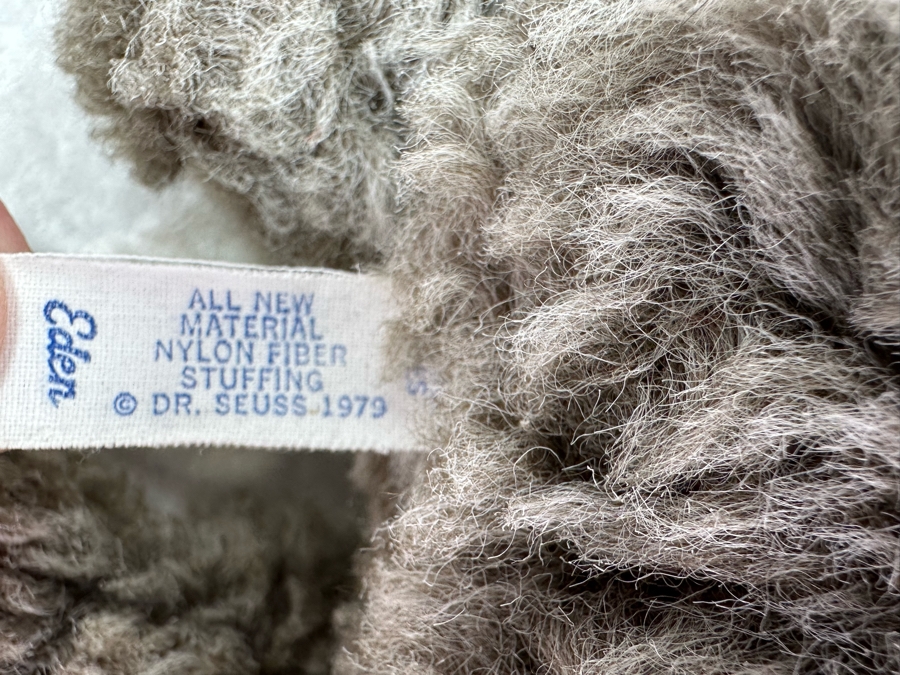 Eden
ALL NEW
MATERIAL
NYLON FIBER
STUFFING
© DR. SEUSS 1979